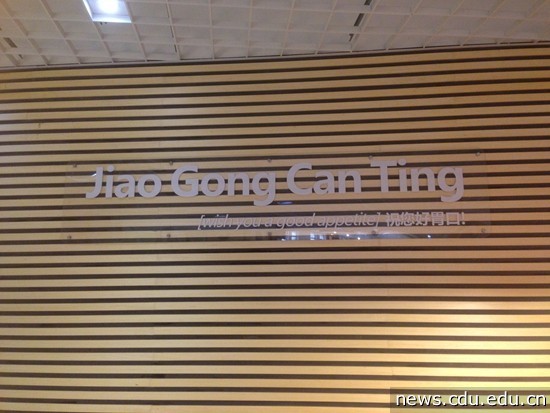 Jiao Gong Can Ting
[wish you a good appetite] 祝您好胃口!
news.cdu.edu.cn